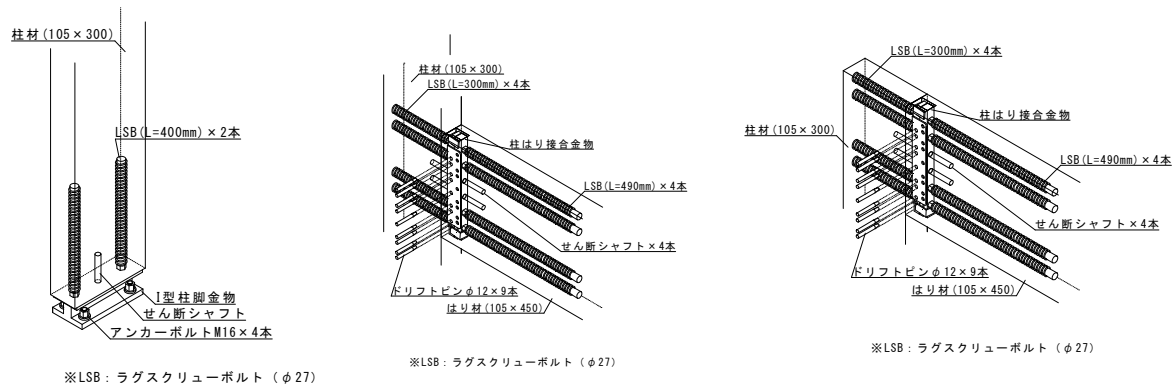 柱材(105×300)
LSB(L=400mm)×2本
I型柱脚金物
せん断シャフト
アンカーボルトM16×4本
※LSB:ラグスクリューボルト(φ27)
柱材(105×300)
LSB(L=300mm)×4本
柱はり接合金物
LSB(L=490mm)×4本
せん断シャフト×4本
ドリフトピンφ12×9本
はり材(105×450)
※LSB:ラグスクリューボルト(φ27)
LSB(L=300mm)×4本
柱はり接合金物
柱材(105×300)
LSB(L=490mm)×4本
せん断シャフト×4本
ドリフトピンφ12×9本
はり材(105×450)
※LSB:ラグスクリューボルト(φ27)